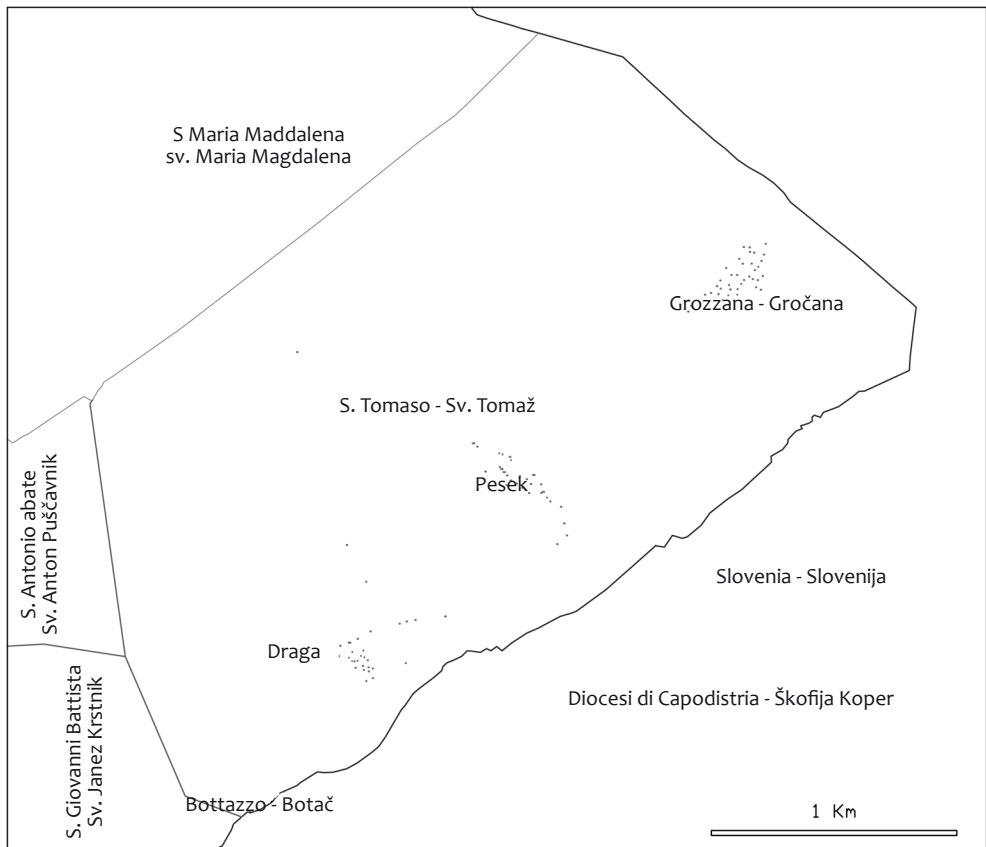 S Maria Maddalena
sv. Maria Magdalena
Grozzana - Gročana
S. Tomaso - Sv. Tomaž
Pesek
S. Antonio abate
Sv. Anton Puščavnik
Slovenia - Slovenija
Draga
Diocesi di Capodistria - Škofija Koper
S. Giovanni Battista
Sv. Janez Krstnik
Bottazzo - Botač
1 Km